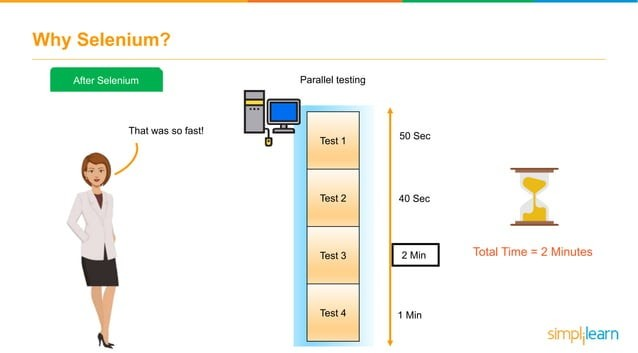 Why Selenium?
After Selenium
Parallel testing
That was so fast!
Test 1
50 Sec
Test 2
40 Sec
Test 3
2 Min
Total Time = 2 Minutes
Test 4
1 Min
simplilearn